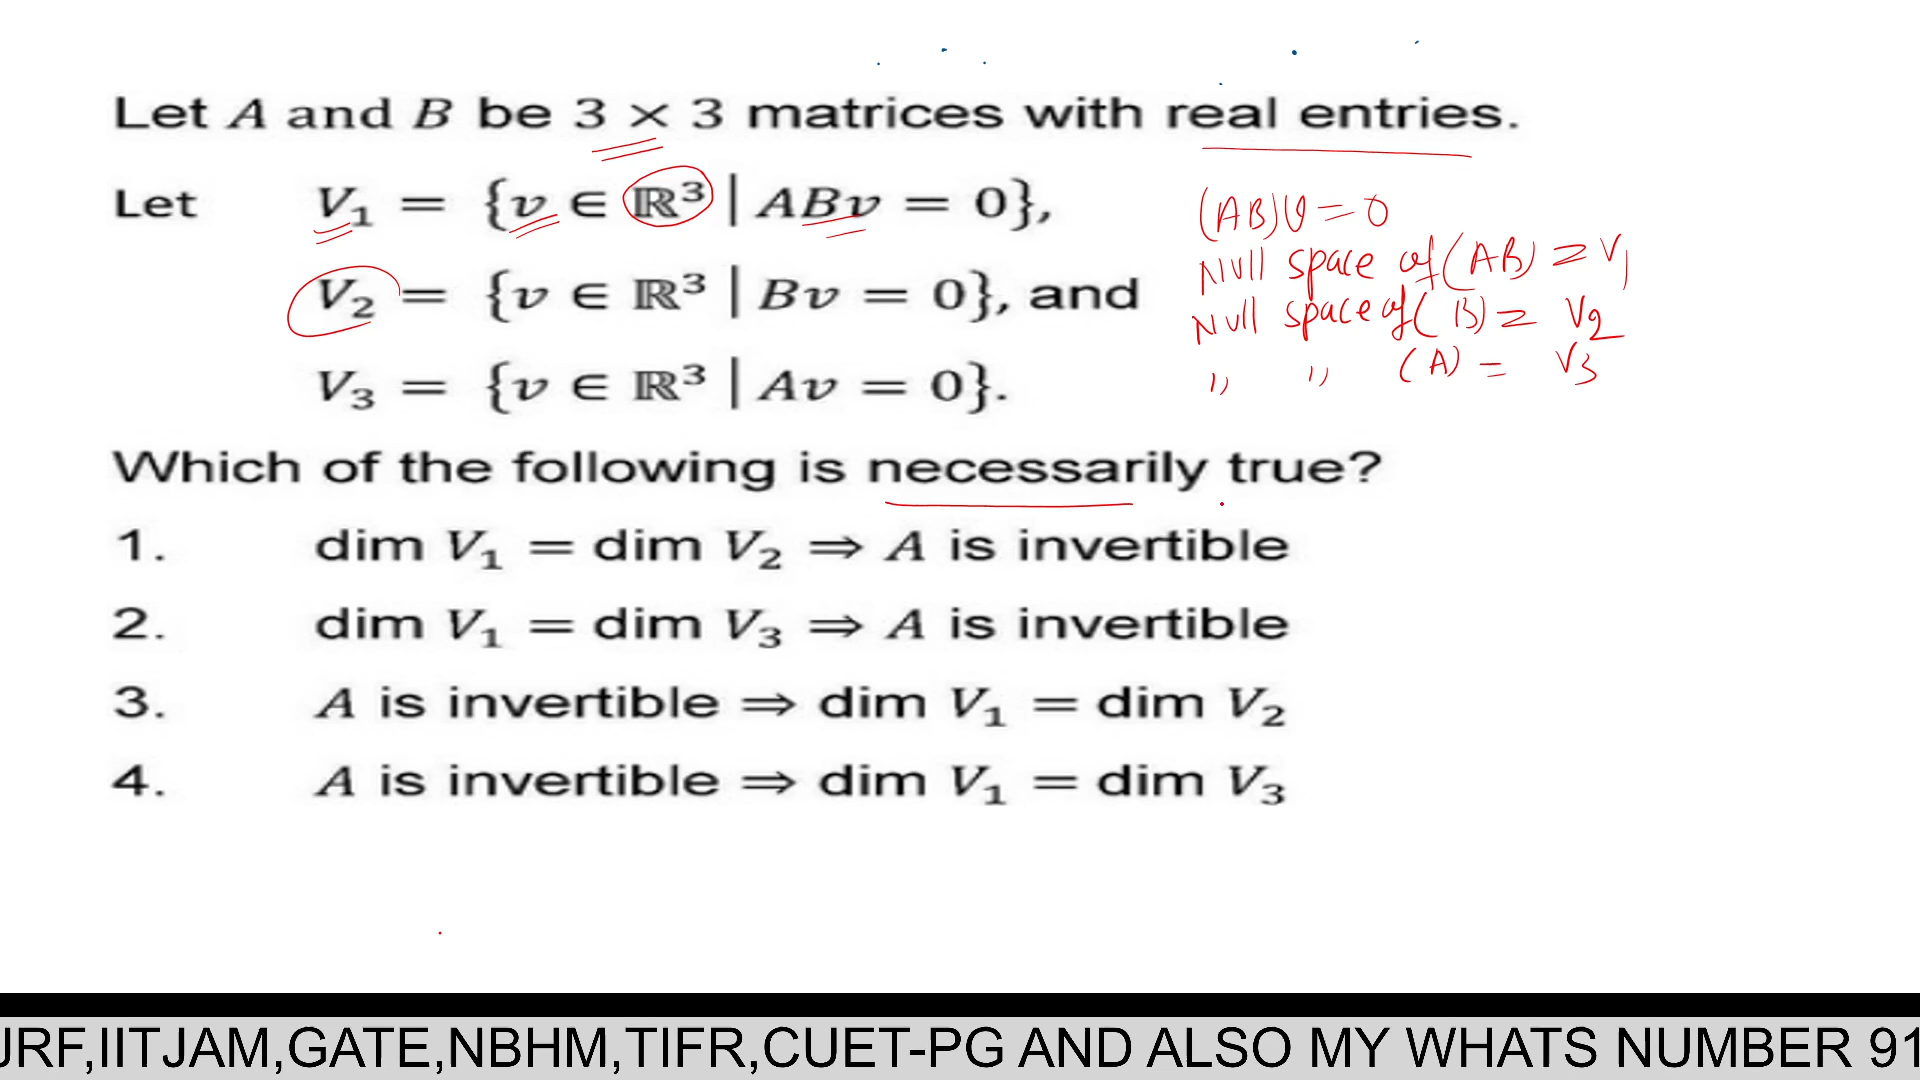 Let A and B be 3 × 3 matrices with real entries.
Let V₁ = {v ∈ ℝ³ | ABv = 0},
V₂ = {v ∈ ℝ³ | Bv = 0}, and
V₃ = {v ∈ ℝ³ | Av = 0}.
(AB)v = 0
Null space of (AB) = V₁
Null space of (B) = V₂
,, ,, (A) = V₃
Which of the following is necessarily true?
1. dim V₁ = dim V₂ ⇒ A is invertible
2. dim V₁ = dim V₃ ⇒ A is invertible
3. A is invertible ⇒ dim V₁ = dim V₂
4. A is invertible ⇒ dim V₁ = dim V₃
JRF,IITJAM,GATE,NBHM,TIFR,CUET-PG AND ALSO MY WHATS NUMBER 91